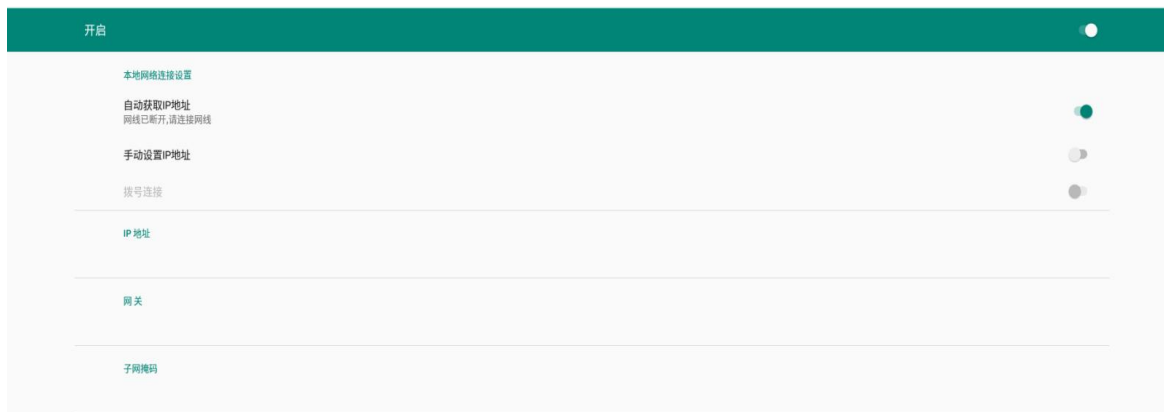 开启
本地网络连接设置
自动获取IP地址
网线已断开,请连接网线
手动设置IP地址
拨号连接
IP 地址
网关
子网掩码